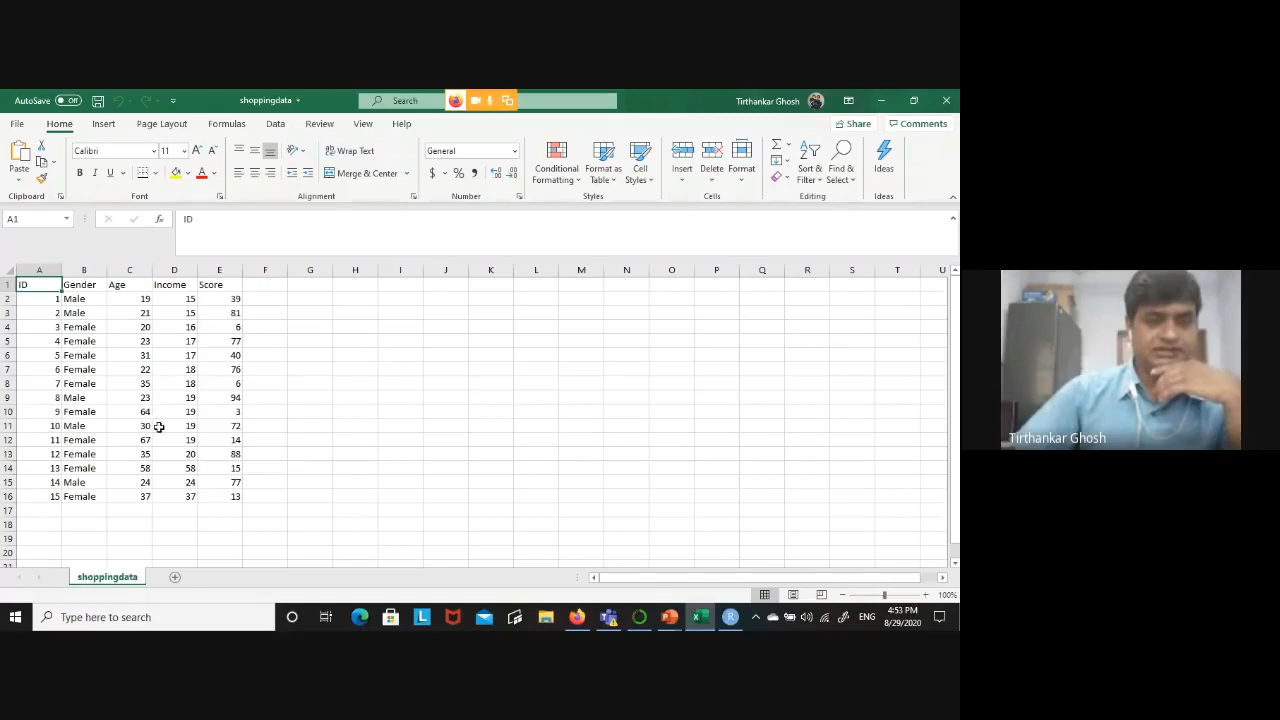 AutoSave Off shoppingdata Search Tirthankar Ghosh
File Home Insert Page Layout Formulas Data Review View Help Share Comments
Paste Calibri 11 A A Wrap Text General Conditional Formatting Format as Table Cell Styles Insert Delete Format Sort & Filter Find & Select Ideas
B I U A Merge & Center $ % 9
Clipboard Font Alignment Number Styles Cells Editing Ideas
A1 fx ID
A B C D E F G H I J K L M N O P Q R S T U
1 ID Gender Age Income Score
2 1 Male 19 15 39
3 2 Male 21 15 81
4 3 Female 20 16 6
5 4 Female 23 17 77
6 5 Female 31 17 40
7 6 Female 22 18 76
8 7 Female 35 18 6
9 8 Male 23 19 94
10 9 Female 64 19 3
11 10 Male 30 19 72
12 11 Female 67 19 14
13 12 Female 35 20 88
14 13 Female 58 58 15
15 14 Male 24 24 77
16 15 Female 37 37 13
17
18
19
20
21
shoppingdata
100%
Type here to search L R ENG 4:53 PM
8/29/2020
Tirthankar Ghosh